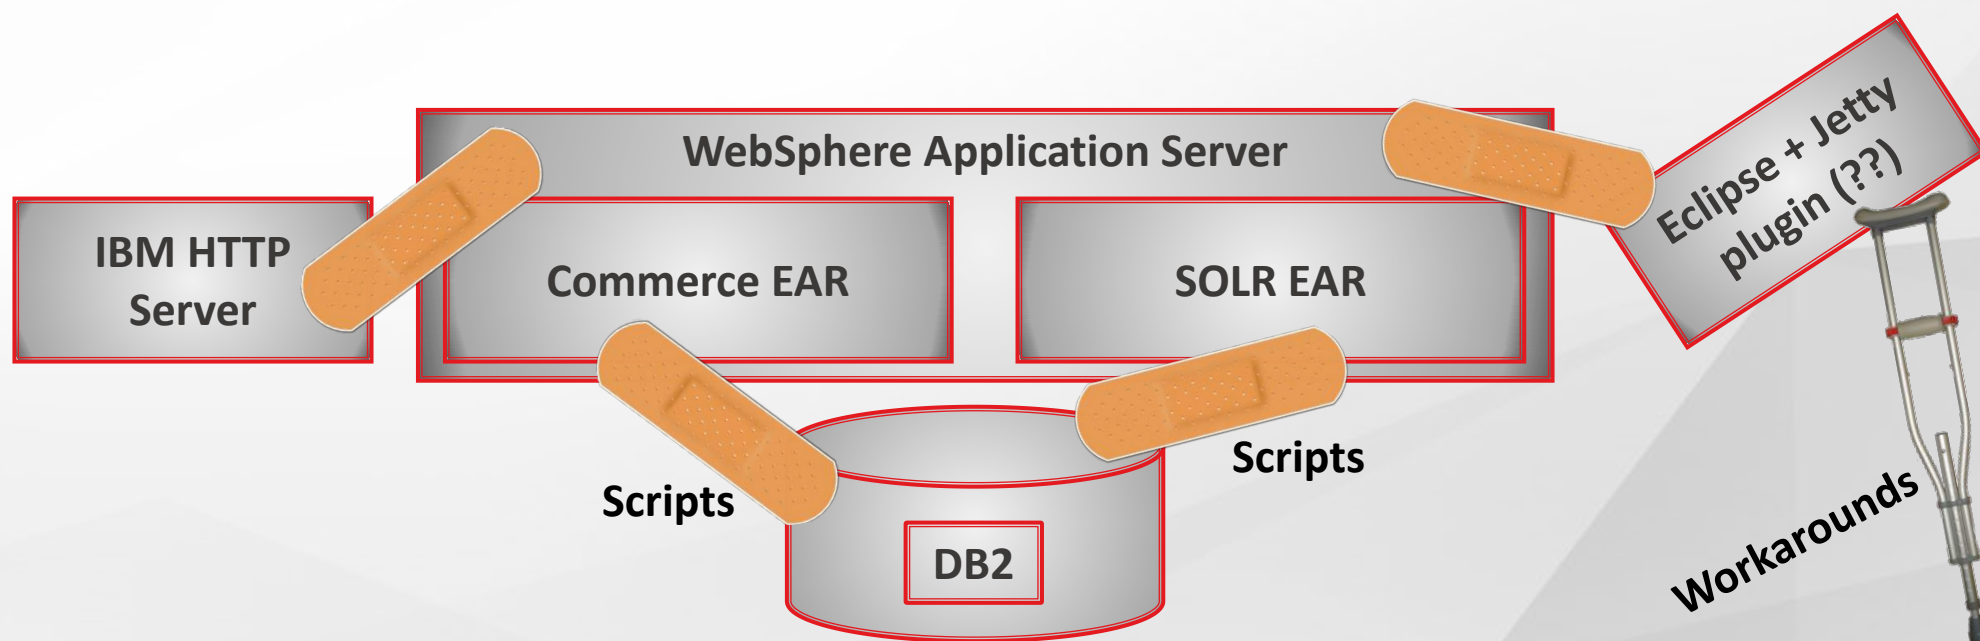 WebSphere Application Server
Eclipse + Jetty
plugin (??)
IBM HTTP
Server
Commerce EAR
SOLR EAR
Scripts
Scripts
DB2
Workarounds